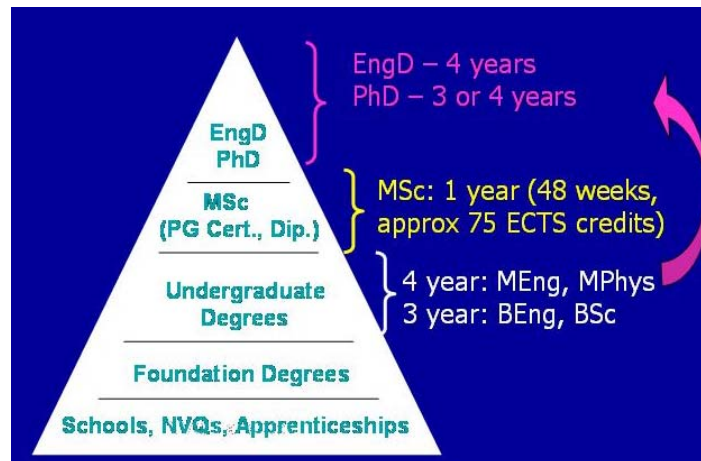 EngD – 4 years
PhD – 3 or 4 years
EngD
PhD
MSc: 1 year (48 weeks,
approx 75 ECTS credits)
MSc
(PG Cert., Dip.)
4 year: MEng, MPhys
3 year: BEng, BSc
Undergraduate
Degrees
Foundation Degrees
Schools, NVQs, Apprenticeships